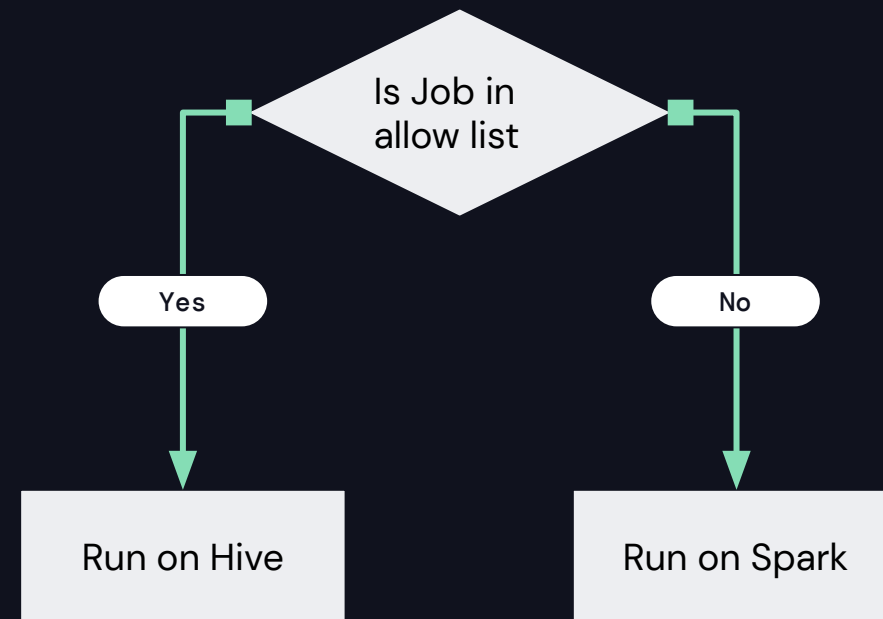 Is Job in
allow list
Yes
No
Run on Hive
Run on Spark